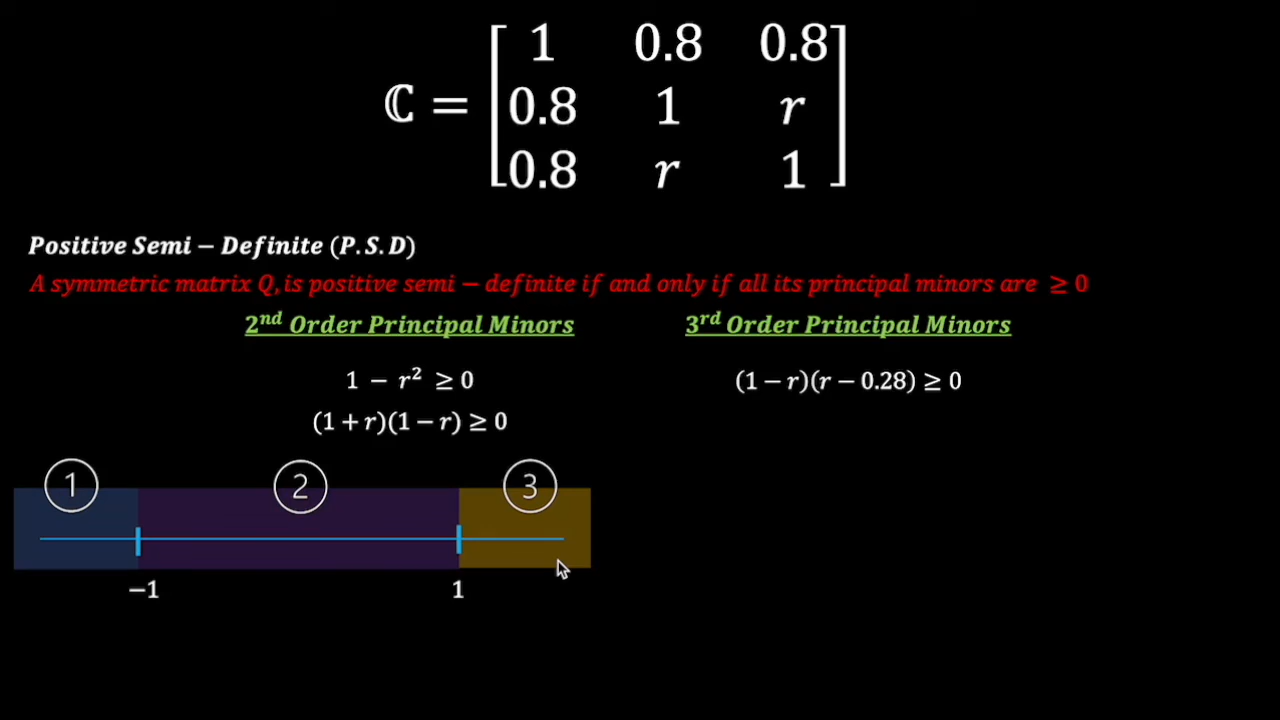 ℂ = [1 0.8 0.8
0.8 1 r
0.8 r 1]
Positive Semi − Definite (P.S.D)
A symmetric matrix Q, is positive semi − definite if and only if all its principal minors are ≥ 0
2ⁿᵈ Order Principal Minors
3ʳᵈ Order Principal Minors
1 − r² ≥ 0
(1 − r)(r − 0.28) ≥ 0
(1 + r)(1 − r) ≥ 0
1 2 3
−1 1